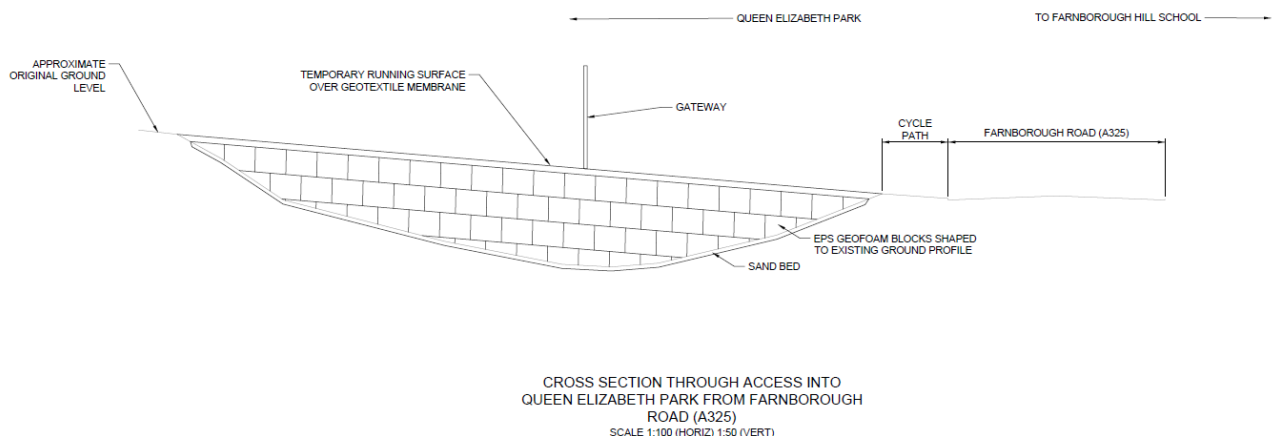 QUEEN ELIZABETH PARK
TO FARNBOROUGH HILL SCHOOL
APPROXIMATE
ORIGINAL GROUND
LEVEL
TEMPORARY RUNNING SURFACE
OVER GEOTEXTILE MEMBRANE
GATEWAY
CYCLE
PATH
FARNBOROUGH ROAD (A325)
EPS GEOFOAM BLOCKS SHAPED
TO EXISTING GROUND PROFILE
SAND BED
CROSS SECTION THROUGH ACCESS INTO
QUEEN ELIZABETH PARK FROM FARNBOROUGH
ROAD (A325)
SCALE 1:100 (HORIZ) 1:50 (VERT)